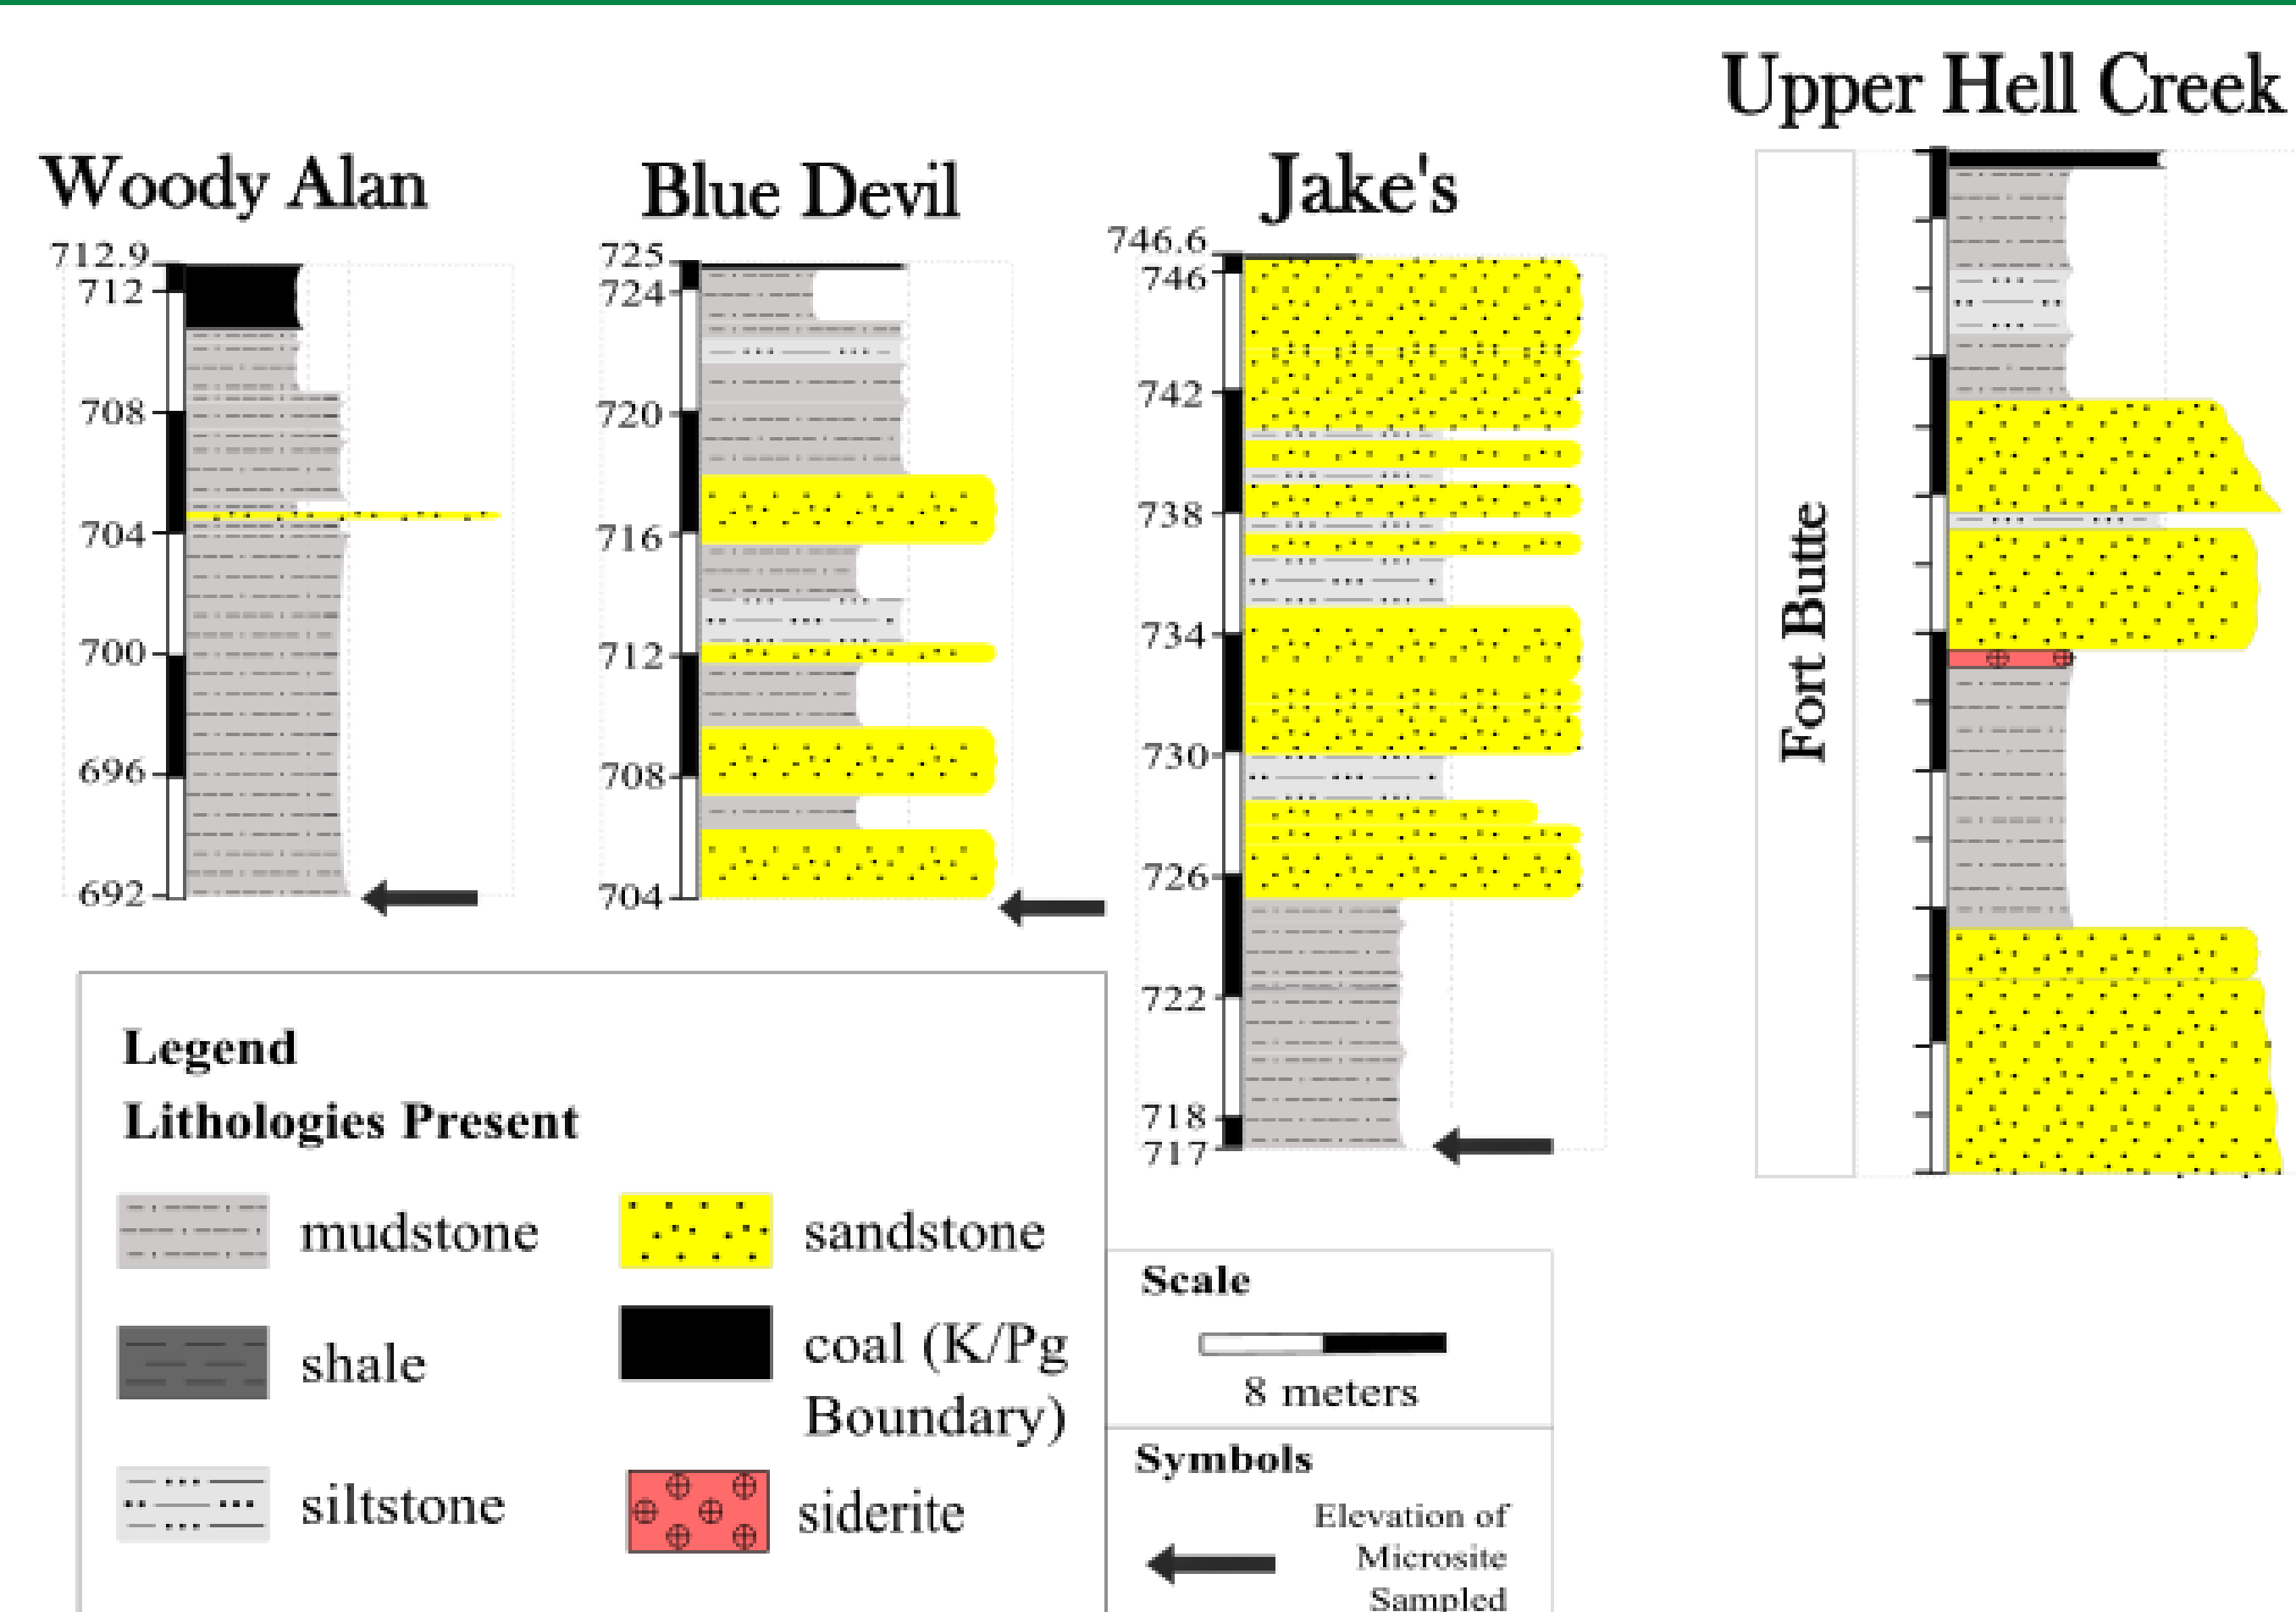 Upper Hell Creek
Woody Alan
Blue Devil
Jake's
712.9
712
708
704
700
696
692
725
724
720
716
712
708
704
746.6
746
742
738
734
730
726
722
718
717
Fort Butte
Legend
Lithologies Present
mudstone
sandstone
shale
coal (K/Pg
Boundary)
siltstone
siderite
Scale
8 meters
Symbols
Elevation of
Microsite
Sampled